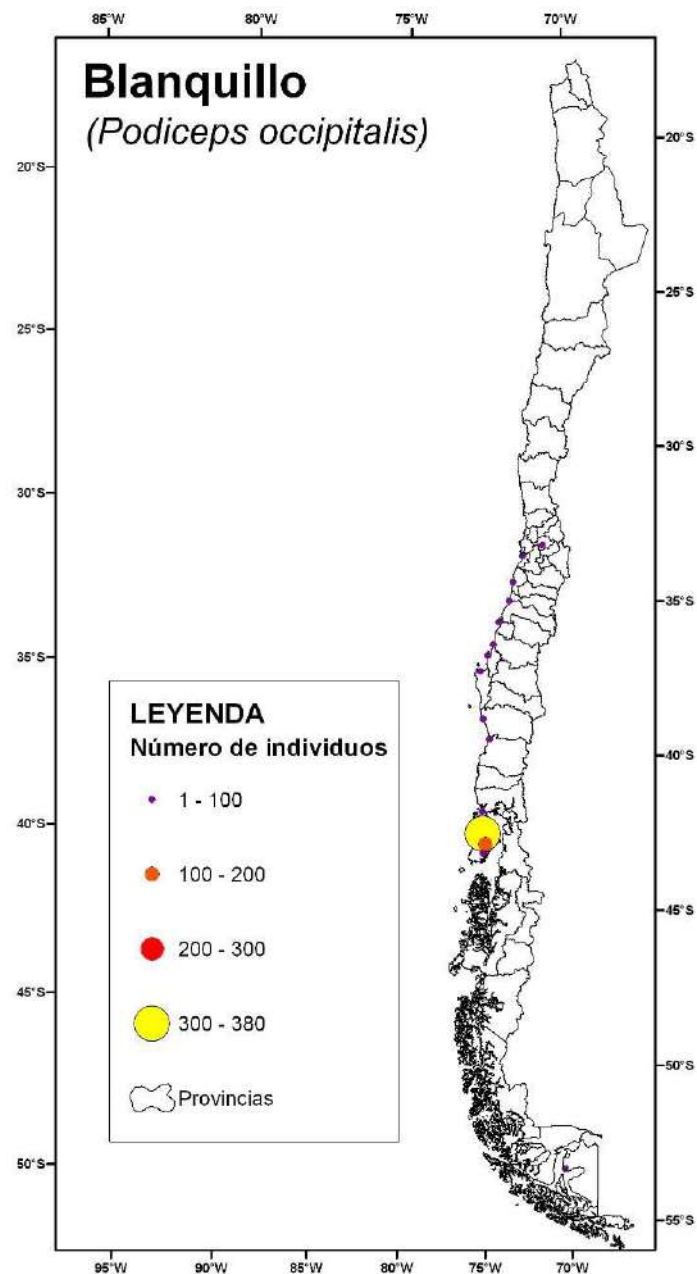 85°W 80°W 75°W 70°W
Blanquillo
(Podiceps occipitalis)
20°S
25°S
30°S
35°S
40°S
45°S
50°S
20°S
25°S
30°S
35°S
40°S
45°S
50°S
55°S
LEYENDA
Número de individuos
1 - 100
100 - 200
200 - 300
300 - 380
Provincias
95°W 90°W 85°W 80°W 75°W 70°W